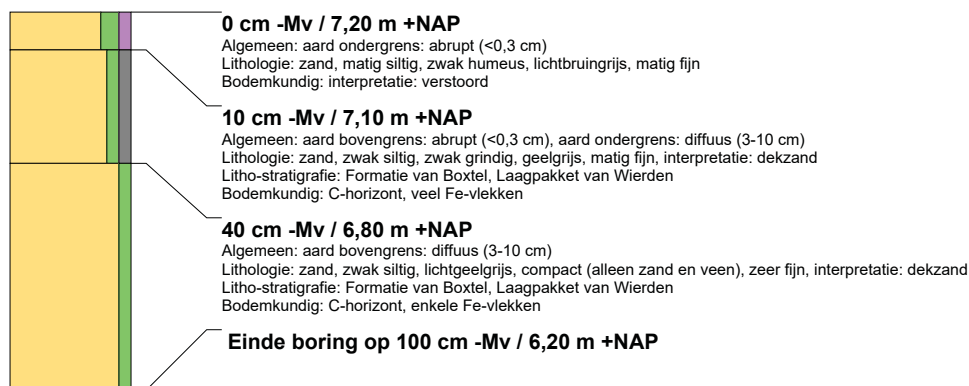 0 cm -Mv / 7,20 m +NAP
Algemeen: aard ondergrens: abrupt (<0,3 cm)
Lithologie: zand, matig siltig, zwak humeus, lichtbruingrijs, matig fijn
Bodemkundig: interpretatie: verstoord
10 cm -Mv / 7,10 m +NAP
Algemeen: aard bovengrens: abrupt (<0,3 cm), aard ondergrens: diffuus (3-10 cm)
Lithologie: zand, zwak siltig, zwak grindig, geelgrijs, matig fijn, interpretatie: dekzand
Litho-stratigrafie: Formatie van Boxtel, Laagpakket van Wierden
Bodemkundig: C-horizont, veel Fe-vlekken
40 cm -Mv / 6,80 m +NAP
Algemeen: aard bovengrens: diffuus (3-10 cm)
Lithologie: zand, zwak siltig, lichtgeelgrijs, compact (alleen zand en veen), zeer fijn, interpretatie: dekzand
Litho-stratigrafie: Formatie van Boxtel, Laagpakket van Wierden
Bodemkundig: C-horizont, enkele Fe-vlekken
Einde boring op 100 cm -Mv / 6,20 m +NAP